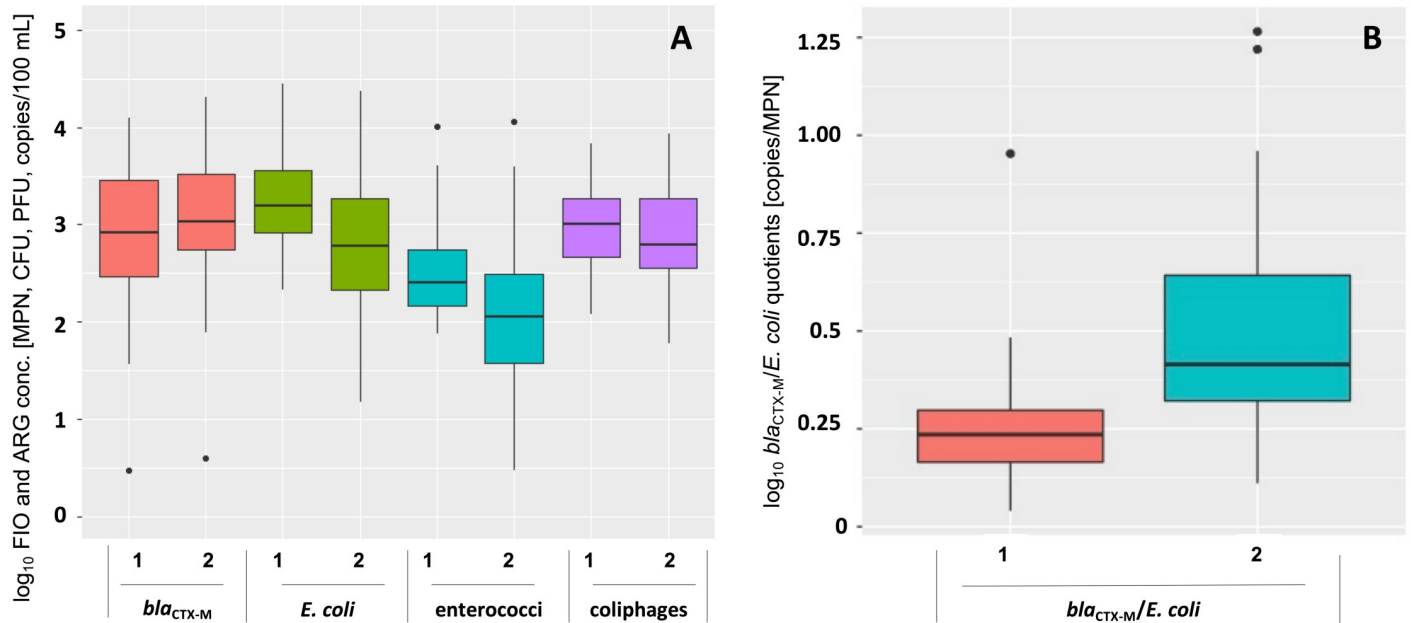 log10 FIO and ARG conc. [MPN, CFU, PFU, copies/100 mL]
A
5
4
3
2
1
0
1 2 1 2 1 2 1 2
blaCTX-M E. coli enterococi coliphages
log10 blaCTX-M/E. coli quotients [copies/MPN]
B
1.25
1.00
0.75
0.5
0.25
0
1 2
blaCTX-M/E. coli